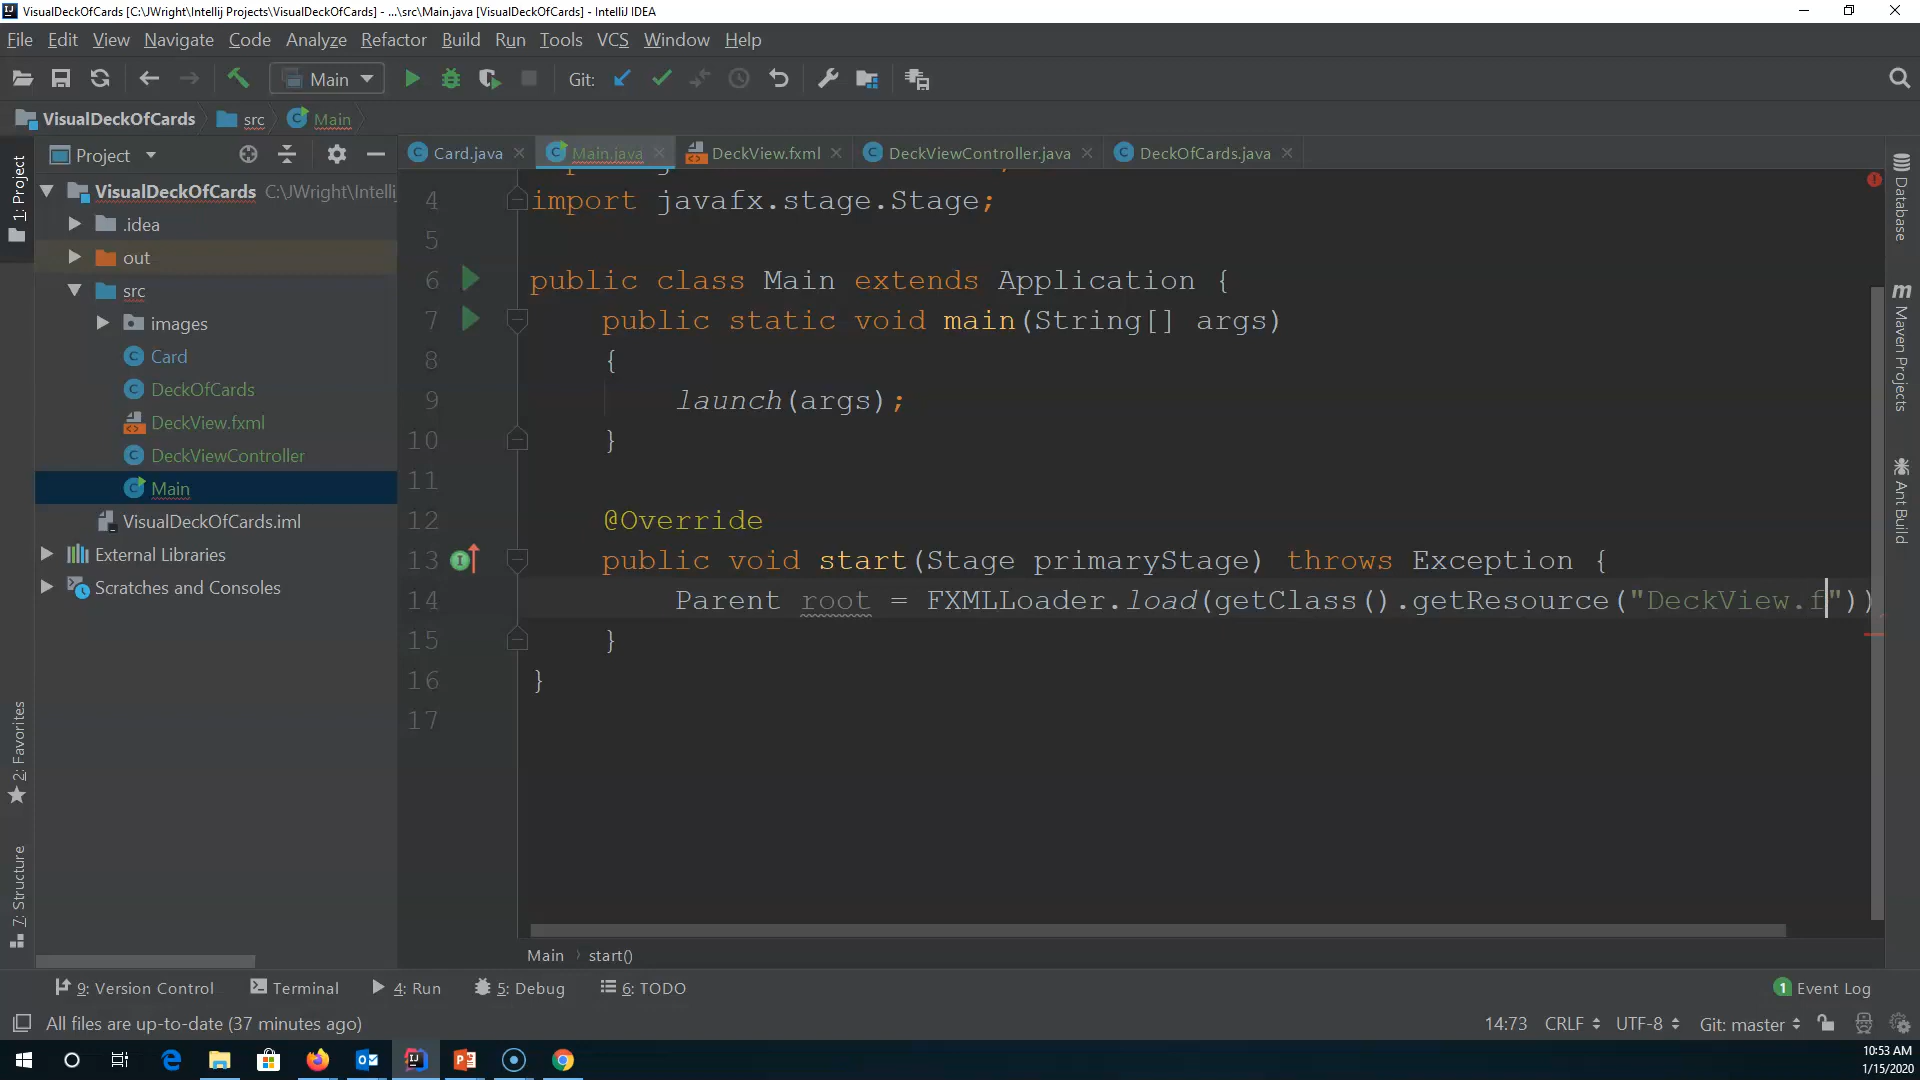 VisualDeckOfCards [C:\JWright\Intellij Projects\VisualDeckOfCards] - ...\src\Main.java [VisualDeckOfCards] - IntelliJ IDEA
File Edit View Navigate Code Analyze Refactor Build Run Tools VCS Window Help
Main Git:
VisualDeckOfCards src Main
1: Project
Project
Card.java Main.java DeckView.fxml DeckViewController.java DeckOfCards.java
VisualDeckOfCards C:\JWright\Intellij
.idea
out
src
images
Card
DeckOfCards
DeckView.fxml
DeckViewController
Main
VisualDeckOfCards.iml
External Libraries
Scratches and Consoles
4 import javafx.stage.Stage;
5
6 public class Main extends Application {
7 public static void main(String[] args)
8 {
9 launch(args);
10 }
11
12 @Override
13 public void start(Stage primaryStage) throws Exception {
14 Parent root = FXMLLoader.load(getClass().getResource("DeckView.f"))
15 }
16 }
17
Database
Maven Projects
Ant Build
2: Favorites
7: Structure
Main › start()
9: Version Control Terminal 4: Run 5: Debug 6: TODO 1 Event Log
All files are up-to-date (37 minutes ago) 14:73 CRLF UTF-8 Git: master
10:53 AM
1/15/2020